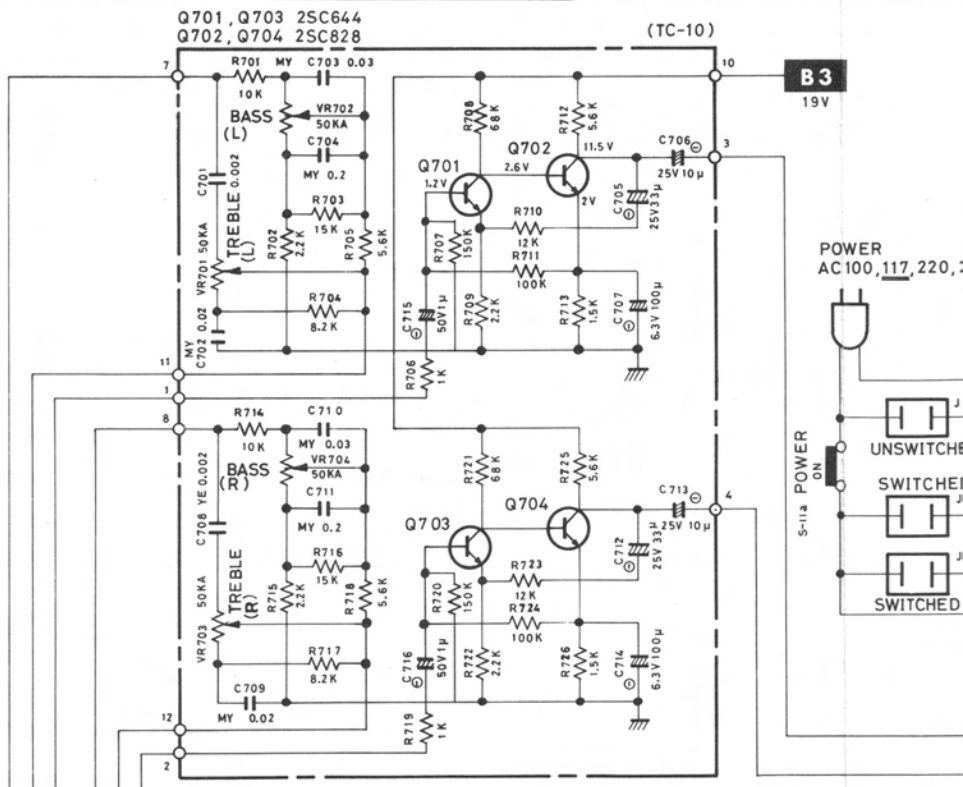 Q701, Q703 2SC644
Q702, Q704 2SC828
(TC-10)
7
R701
10K
MY
C703 0.03
10
B3
19V
BASS
(L)
VR702
50KA
C704
MY 0.2
C701
0.002
TREBLE
(L)
VR701 50KA
R703
15K
R702
2.2K
R705
5.6K
R704
8.2K
MY
C702 0.02
R708
68K
R712
5.6K
Q701
1.2V
2.6V
Q702
11.5V
2V
C706
25V 10μ
3
C705
25V 33μ
R710
12K
R707
150K
R711
100K
C715
50V 1μ
R709
2.2K
R713
1.5K
C707
6.3V 100μ
R706
1K
11
1
POWER
AC100, 117, 220,
8
R714
10K
C710
MY 0.03
BASS
(R)
VR704
50KA
C711
MY 0.2
C708 YE 0.002
TREBLE
(R)
VR703
50KA
R716
15K
R715
2.2K
R718
5.6K
R717
8.2K
C709
MY 0.02
R721
68K
R725
5.6K
Q703
Q704
C713
25V 10μ
4
C712
25V 33μ
R723
12K
R720
150K
R724
100K
C716
50V 1μ
R722
2.2K
R726
1.5K
C714
6.3V 100μ
R719
1K
12
2
S-11a POWER
ON
J
UNSWITCHE
SWITCHED
J
SWITCHED
J